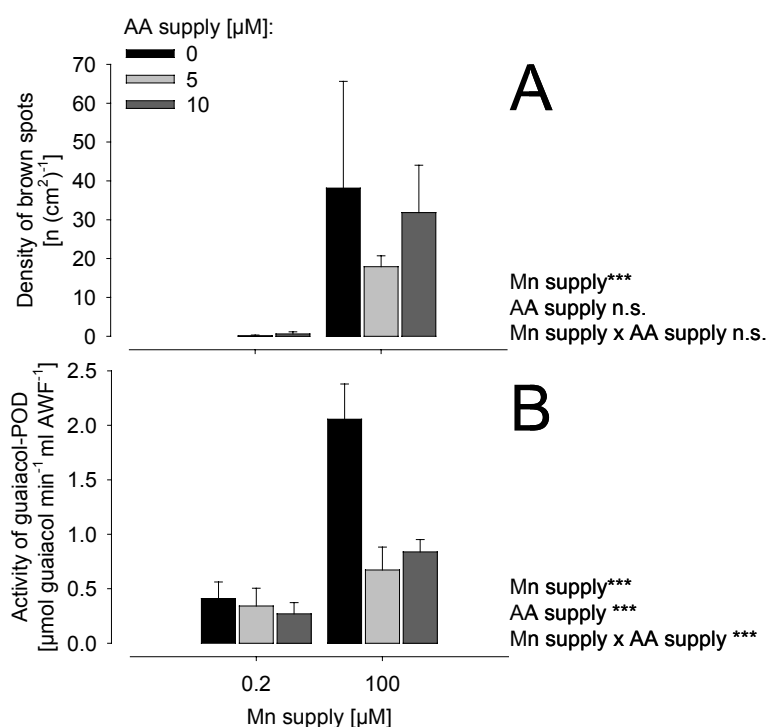 AA supply [µM]:
0
5
10
A
Density of brown spots
[n (cm²)⁻¹]
70
60
50
40
30
20
10
0
Mn supply***
AA supply n.s.
Mn supply x AA supply n.s.
B
Activity of guaiacol-POD
[µmol guaiacol min⁻¹ ml AWF⁻¹]
2.5
2.0
1.5
1.0
0.5
0.0
Mn supply***
AA supply ***
Mn supply x AA supply ***
0.2 100
Mn supply [µM]